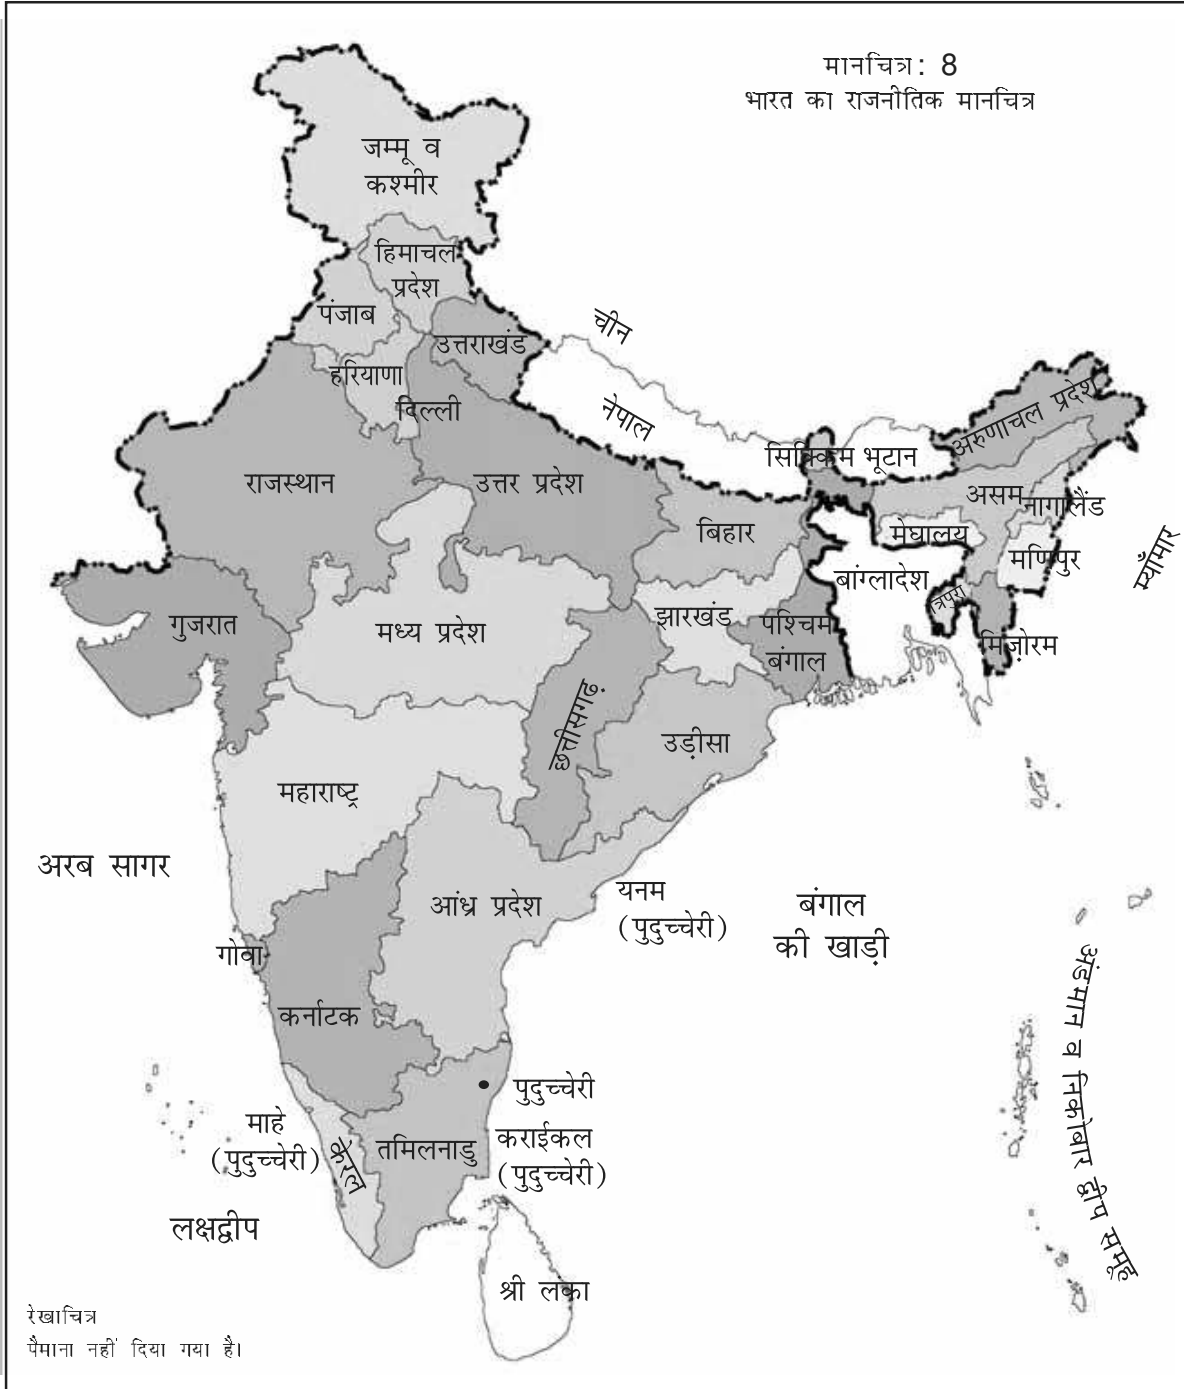 मानचित्र: 8
भारत का राजनीतिक मानचित्र
जम्मू व
कश्मीर
हिमाचल
प्रदेश
पंजाब
उत्तराखंड
चीन
हरियाणा
दिल्ली
नेपाल
अरुणाचल प्रदेश
सिक्किम
भूटान
राजस्थान
उत्तर प्रदेश
असम
नागालैंड
बिहार
मेघालय
मणिपुर
म्याँमार
बांग्लादेश
त्रिपुरा
गुजरात
मध्य प्रदेश
झारखंड
पश्चिम
बंगाल
मिज़ोरम
छत्तीसगढ़
उड़ीसा
महाराष्ट्र
अरब सागर
आंध्र प्रदेश
यनम
(पुदुच्चेरी)
बंगाल
की खाड़ी
गोवा
कर्नाटक
अंडमान व निकोबार द्वीप समूह
पुदुच्चेरी
माहे
(पुदुच्चेरी)
केरल
तमिलनाडु
कराईकल
(पुदुच्चेरी)
लक्षद्वीप
श्री लंका
रेखाचित्र
पैमाना नहीं दिया गया है।